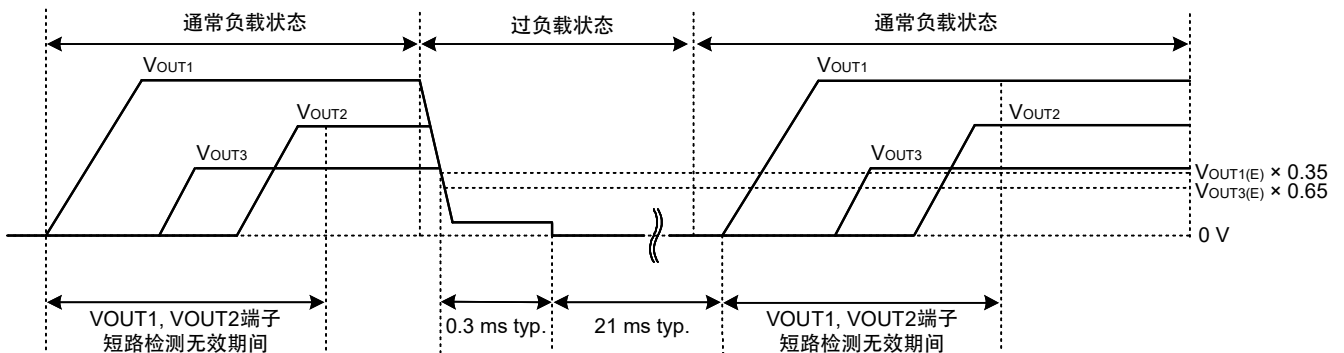 通常负载状态
过负载状态
通常负载状态
VOUT1
VOUT2
VOUT3
VOUT1
VOUT2
VOUT3
VOUT1(E) × 0.35
VOUT3(E) × 0.65
0 V
VOUT1, VOUT2端子
短路检测无效期间
0.3 ms typ.
21 ms typ.
VOUT1, VOUT2端子
短路检测无效期间